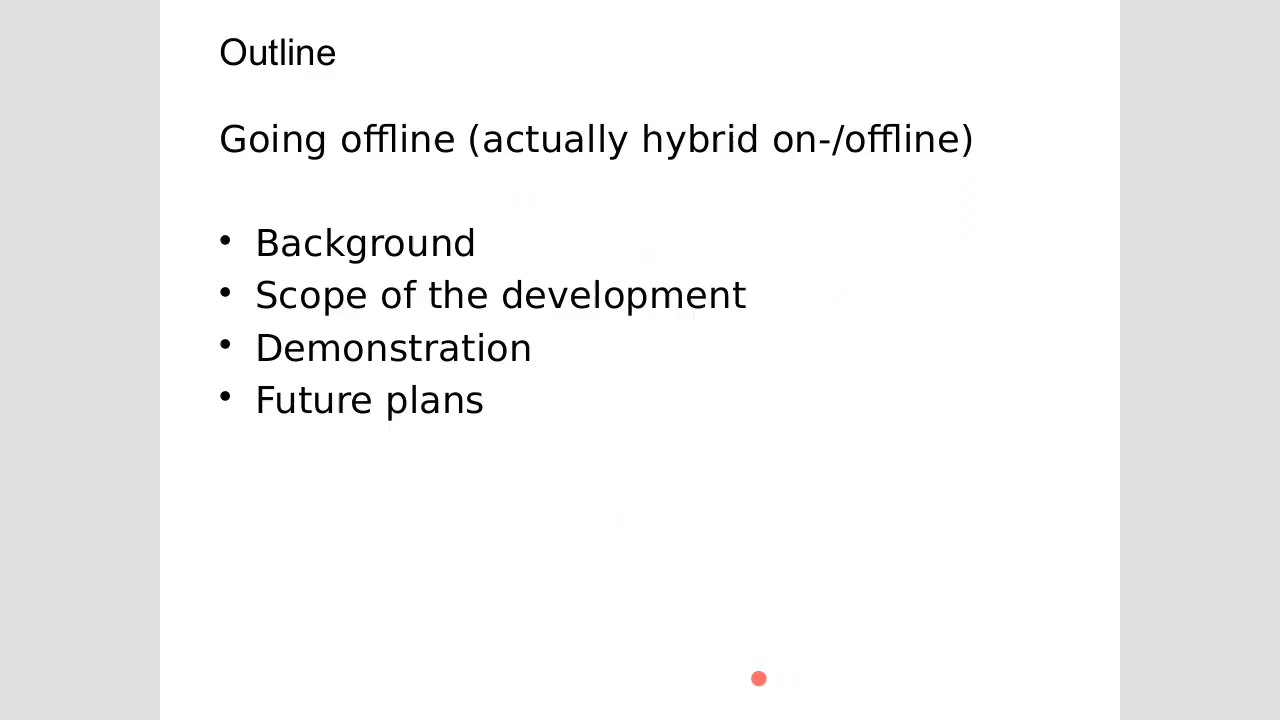 Outline
Going offline (actually hybrid on-/offline)
• Background
• Scope of the development
• Demonstration
• Future plans